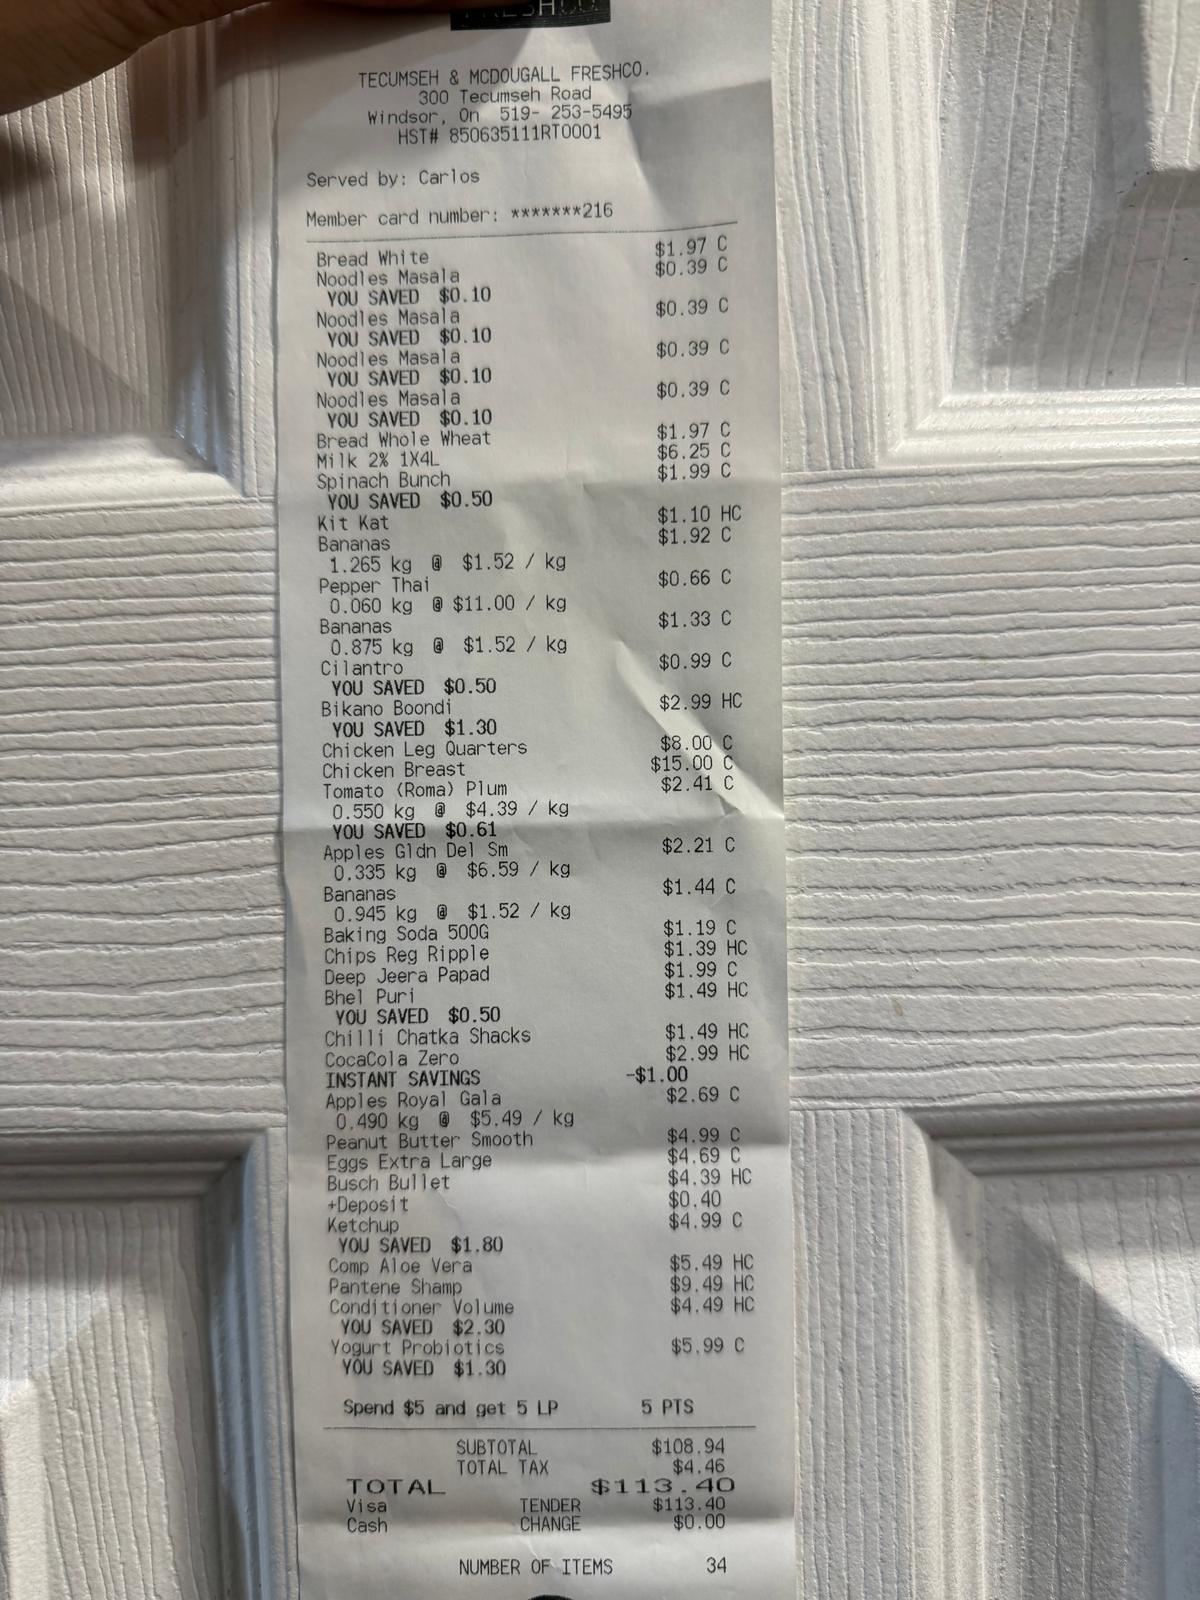 FRESHCO
TECUMSEH & MCDOUGALL FRESHCO.
300 Tecumseh Road
Windsor, On 519- 253-5495
HST# 850635111RT0001
Served by: Carlos
Member card number: *******216
Bread White $1.97 C
Noodles Masala $0.39 C
YOU SAVED $0.10
Noodles Masala $0.39 C
YOU SAVED $0.10
Noodles Masala $0.39 C
YOU SAVED $0.10
Noodles Masala $0.39 C
YOU SAVED $0.10
Bread Whole Wheat $1.97 C
Milk 2% 1X4L $6.25 C
Spinach Bunch $1.99 C
YOU SAVED $0.50
Kit Kat $1.10 HC
Bananas $1.92 C
1.265 kg @ $1.52 / kg
Pepper Thai $0.66 C
0.060 kg @ $11.00 / kg
Bananas $1.33 C
0.875 kg @ $1.52 / kg
Cilantro $0.99 C
YOU SAVED $0.50
Bikano Boondi $2.99 HC
YOU SAVED $1.30
Chicken Leg Quarters $8.00 C
Chicken Breast $15.00 C
Tomato (Roma) Plum $2.41 C
0.550 kg @ $4.39 / kg
YOU SAVED $0.61
Apples Gldn Del Sm $2.21 C
0.335 kg @ $6.59 / kg
Bananas $1.44 C
0.945 kg @ $1.52 / kg
Baking Soda 500G $1.19 C
Chips Reg Ripple $1.39 HC
Deep Jeera Papad $1.99 C
Bhel Puri $1.49 HC
YOU SAVED $0.50
Chilli Chatka Shacks $1.49 HC
CocaCola Zero $2.99 HC
INSTANT SAVINGS -$1.00
Apples Royal Gala $2.69 C
0.490 kg @ $5.49 / kg
Peanut Butter Smooth $4.99 C
Eggs Extra Large $4.69 C
Busch Bullet $4.39 HC
+Deposit $0.40
Ketchup $4.99 C
YOU SAVED $1.80
Comp Aloe Vera $5.49 HC
Pantene Shamp $9.49 HC
Conditioner Volume $4.49 HC
YOU SAVED $2.30
Yogurt Probiotics $5.99 C
YOU SAVED $1.30
Spend $5 and get 5 LP 5 PTS
SUBTOTAL $108.94
TOTAL TAX $4.46
TOTAL $113.40
Visa TENDER $113.40
Cash CHANGE $0.00
NUMBER OF ITEMS 34